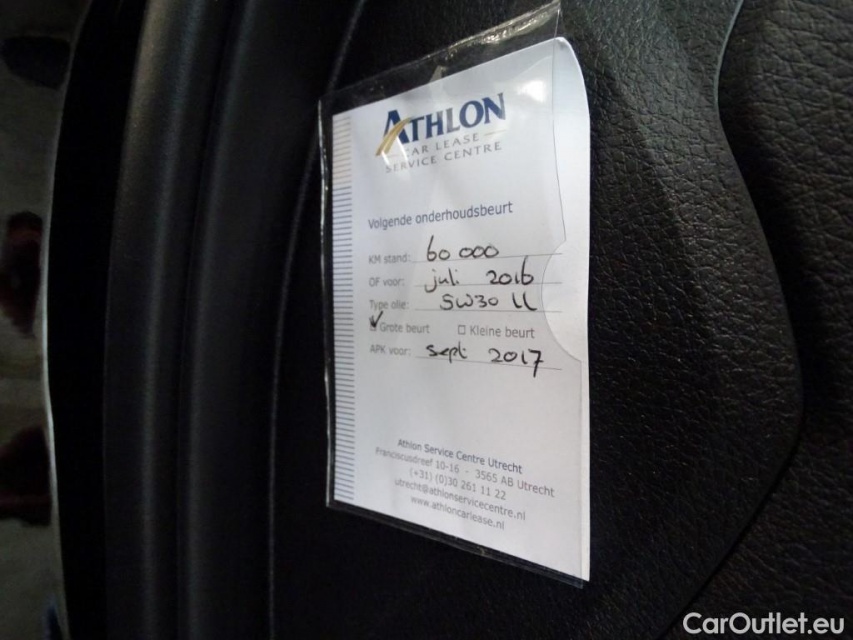 ATHLON
CAR LEASE
SERVICE CENTRE
Volgende onderhoudsbeurt
KM stand: 60 000
OF voor: juli 2016
Type olie: 5W30 LL
Grote beurt ☐ Kleine beurt
APK voor: sept 2017
Athlon Service Centre Utrecht
Franciscusdreef 10-16 - 3565 AB Utrecht
(+31) (0)30 261 11 22
utrecht@athlonservicecentre.nl
www.athloncarlease.nl
CarOutlet.eu